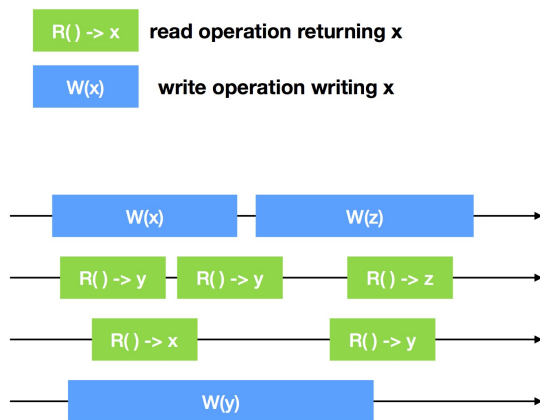 R( ) -> x read operation returning x
W(x) write operation writing x
W(x) W(z)
R( ) -> y R( ) -> y R( ) -> z
R( ) -> x R( ) -> y
W(y)